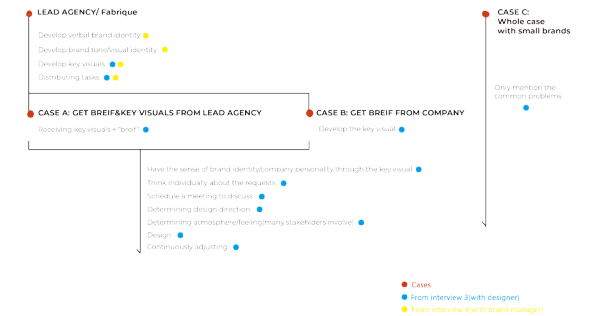 LEAD AGENCY/ Fabrique
Develop verbal brand identity
Develop brand tone/visual identity
Develop key visuals
Distributing tasks
CASE A: GET BREIF&KEY VISUALS FROM LEAD AGENCY
Receiving key visuals + "breif"
CASE B: GET BREIF FROM COMPANY
Develop the key visual
CASE C:
Whole case
with small brands
Only mention the
common problems
Have the sense of brand identity/company personality through the key visual
Think individually about the requests
Schedule a meeting to discuss
Determining design direction
Determining atmosphere/feeling(many stakehlders involve)
Design
Continuously adjusting
Cases
From interview 3(with designer)
From interview 4(with brand manager)